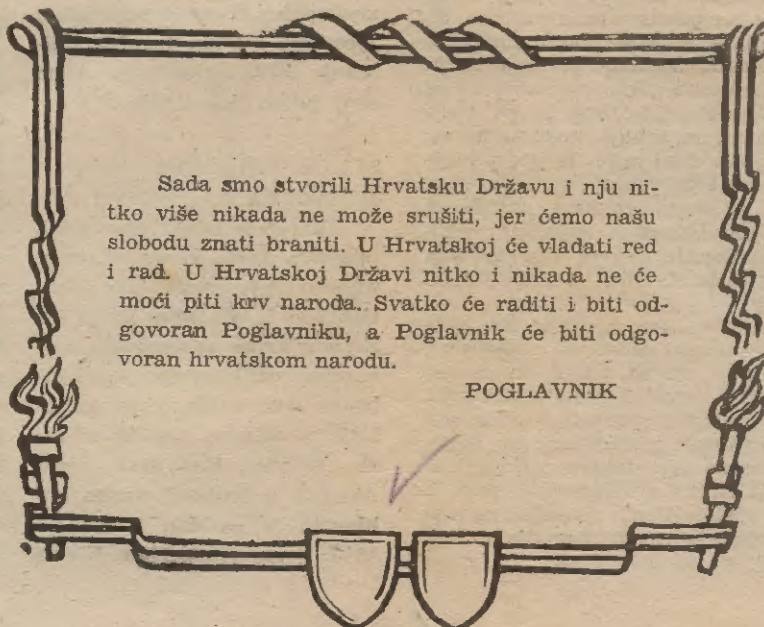 Sada smo stvorili Hrvatsku Državu i nju ni-
tko više nikada ne može srušiti, jer ćemo našu
slobodu znati braniti. U Hrvatskoj će vladati red
i rad. U Hrvatskoj Državi nitko i nikada ne će
moći piti krv naroda. Svatko će raditi i biti od-
govoran Poglavniku, a Poglavnik će biti odgo-
voran hrvatskom narodu.
POGLAVNIK